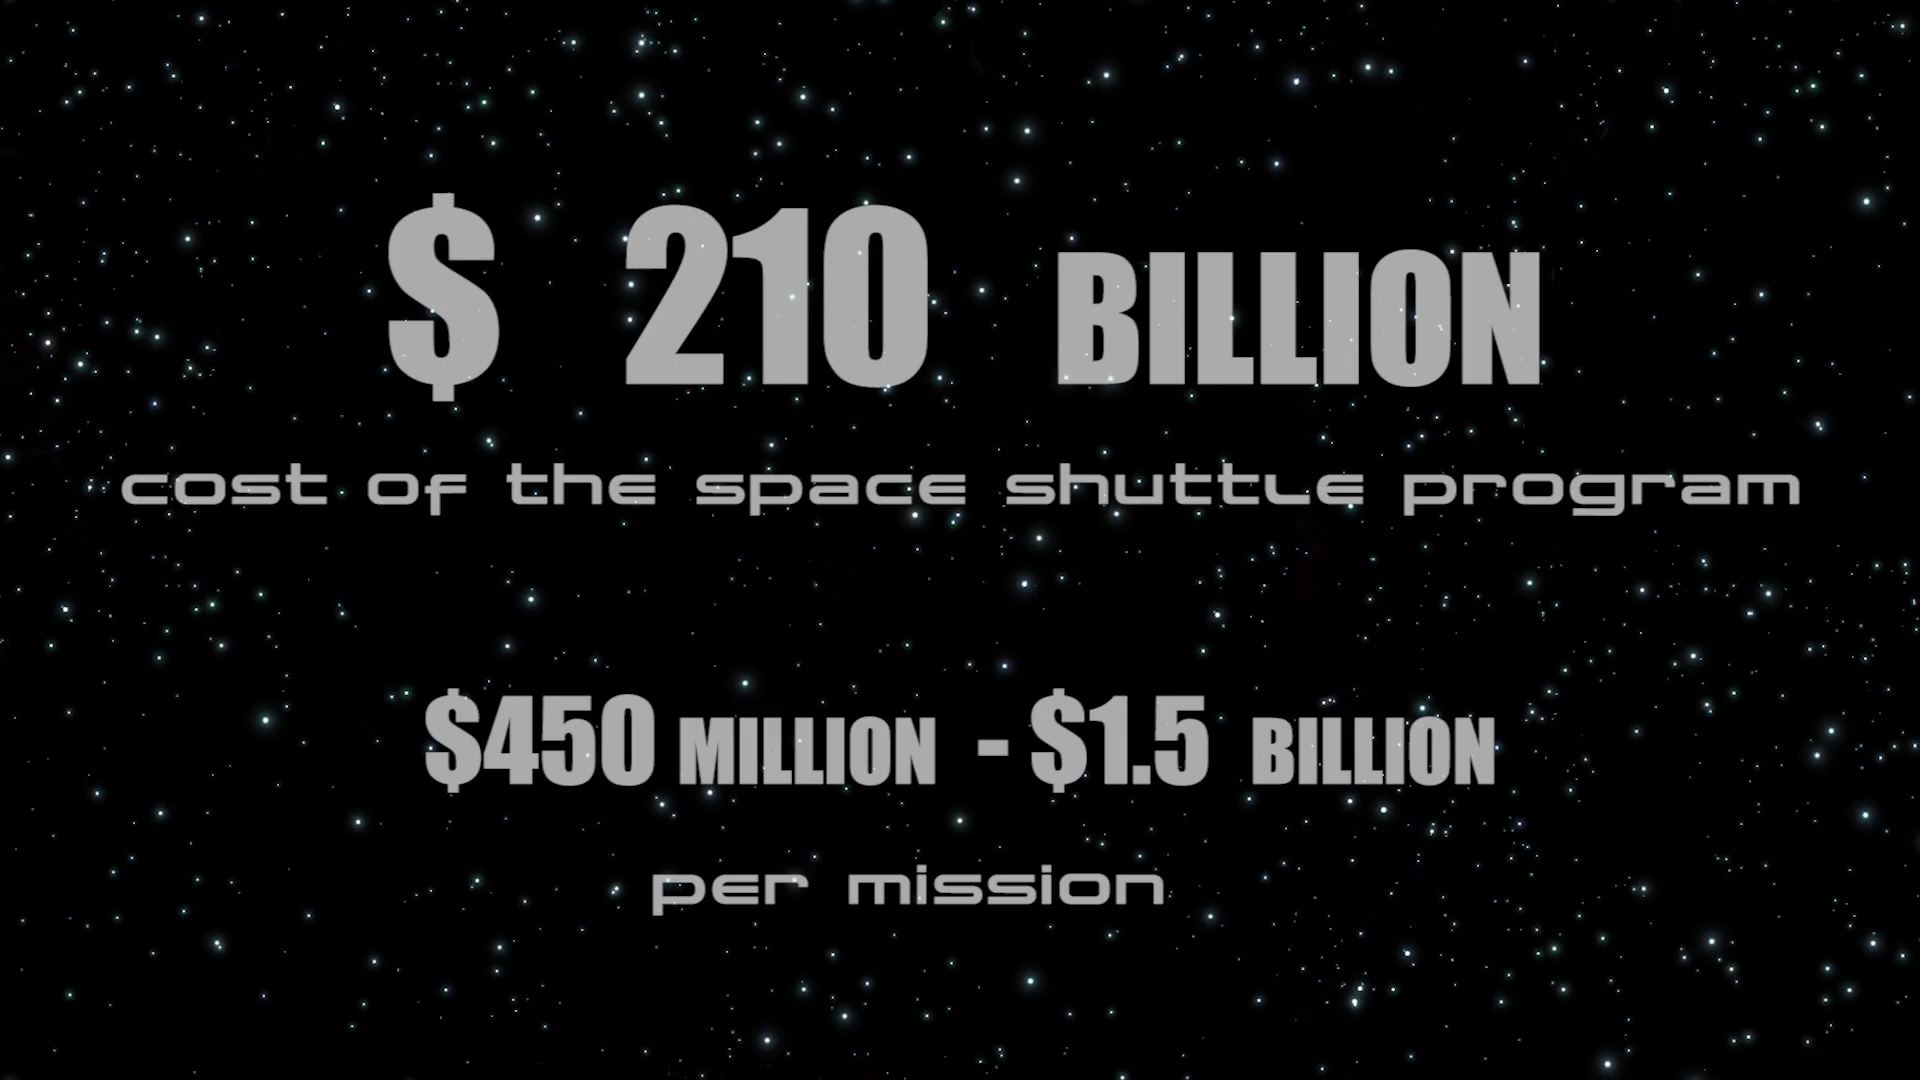 $ 210 BILLION
cost of the space shuttle program
$450 MILLION - $1.5 BILLION
per mission